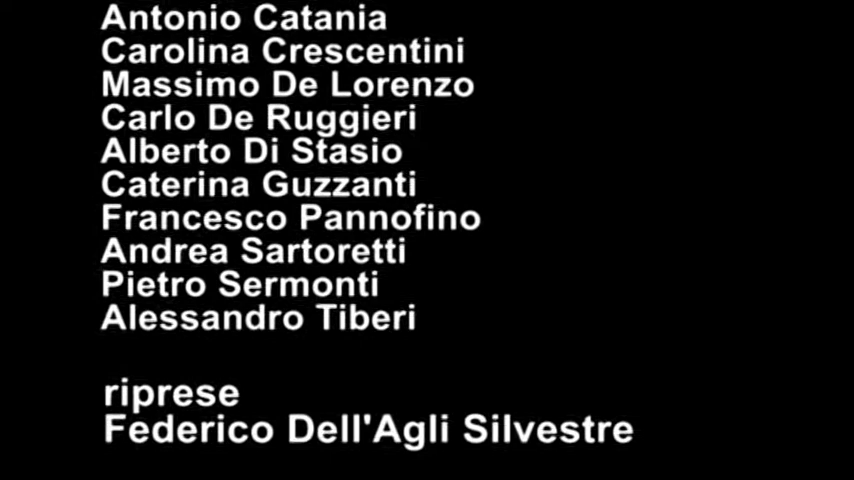 Antonio Catania
Carolina Crescentini
Massimo De Lorenzo
Carlo De Ruggieri
Alberto Di Stasio
Caterina Guzzanti
Francesco Pannofino
Andrea Sartoretti
Pietro Sermonti
Alessandro Tiberi
riprese
Federico Dell'Agli Silvestre